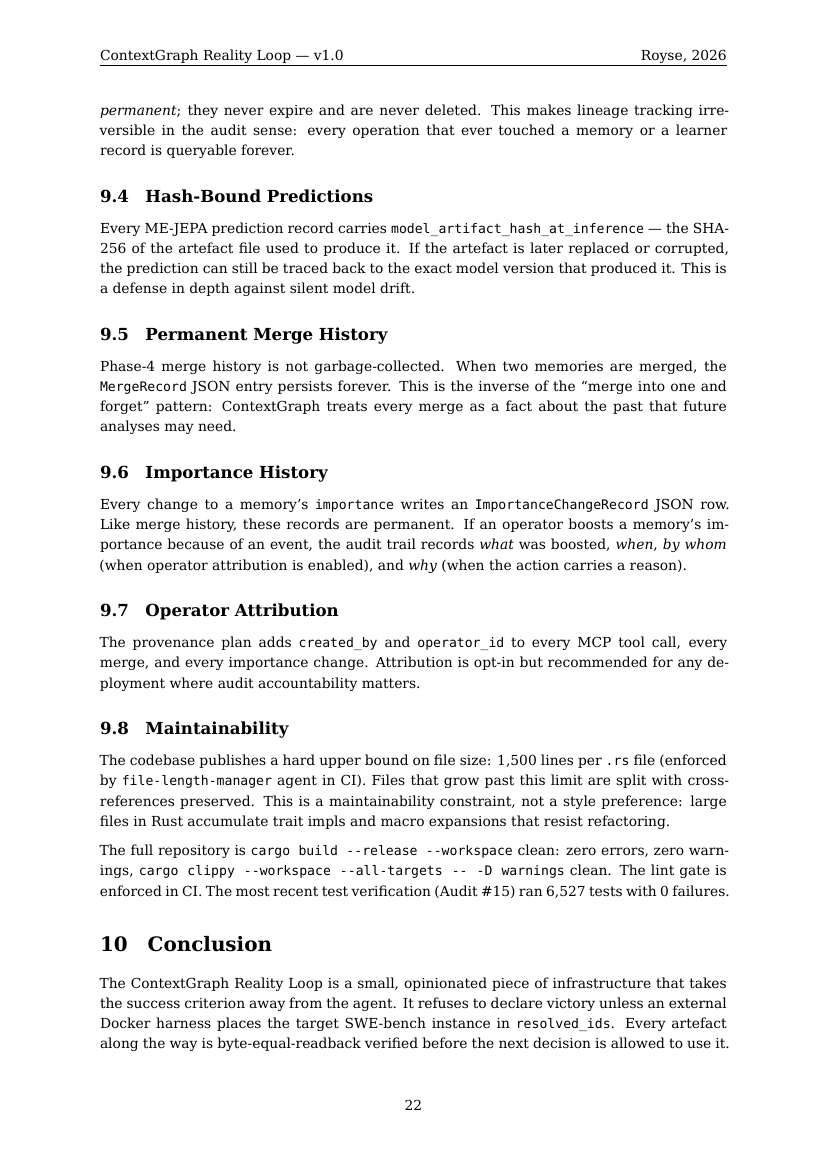 ContextGraph Reality Loop — v1.0 Royse, 2026
permanent; they never expire and are never deleted. This makes lineage tracking irre-
versible in the audit sense: every operation that ever touched a memory or a learner
record is queryable forever.
9.4 Hash-Bound Predictions
Every ME-JEPA prediction record carries model_artifact_hash_at_inference — the SHA-
256 of the artefact file used to produce it. If the artefact is later replaced or corrupted,
the prediction can still be traced back to the exact model version that produced it. This is
a defense in depth against silent model drift.
9.5 Permanent Merge History
Phase-4 merge history is not garbage-collected. When two memories are merged, the
MergeRecord JSON entry persists forever. This is the inverse of the “merge into one and
forget” pattern: ContextGraph treats every merge as a fact about the past that future
analyses may need.
9.6 Importance History
Every change to a memory’s importance writes an ImportanceChangeRecord JSON row.
Like merge history, these records are permanent. If an operator boosts a memory’s im-
portance because of an event, the audit trail records what was boosted, when, by whom
(when operator attribution is enabled), and why (when the action carries a reason).
9.7 Operator Attribution
The provenance plan adds created_by and operator_id to every MCP tool call, every
merge, and every importance change. Attribution is opt-in but recommended for any de-
ployment where audit accountability matters.
9.8 Maintainability
The codebase publishes a hard upper bound on file size: 1,500 lines per .rs file (enforced
by file-length-manager agent in CI). Files that grow past this limit are split with cross-
references preserved. This is a maintainability constraint, not a style preference: large
files in Rust accumulate trait impls and macro expansions that resist refactoring.
The full repository is cargo build --release --workspace clean: zero errors, zero warn-
ings, cargo clippy --workspace --all-targets -- -D warnings clean. The lint gate is
enforced in CI. The most recent test verification (Audit #15) ran 6,527 tests with 0 failures.
10 Conclusion
The ContextGraph Reality Loop is a small, opinionated piece of infrastructure that takes
the success criterion away from the agent. It refuses to declare victory unless an external
Docker harness places the target SWE-bench instance in resolved_ids. Every artefact
along the way is byte-equal-readback verified before the next decision is allowed to use it.
22